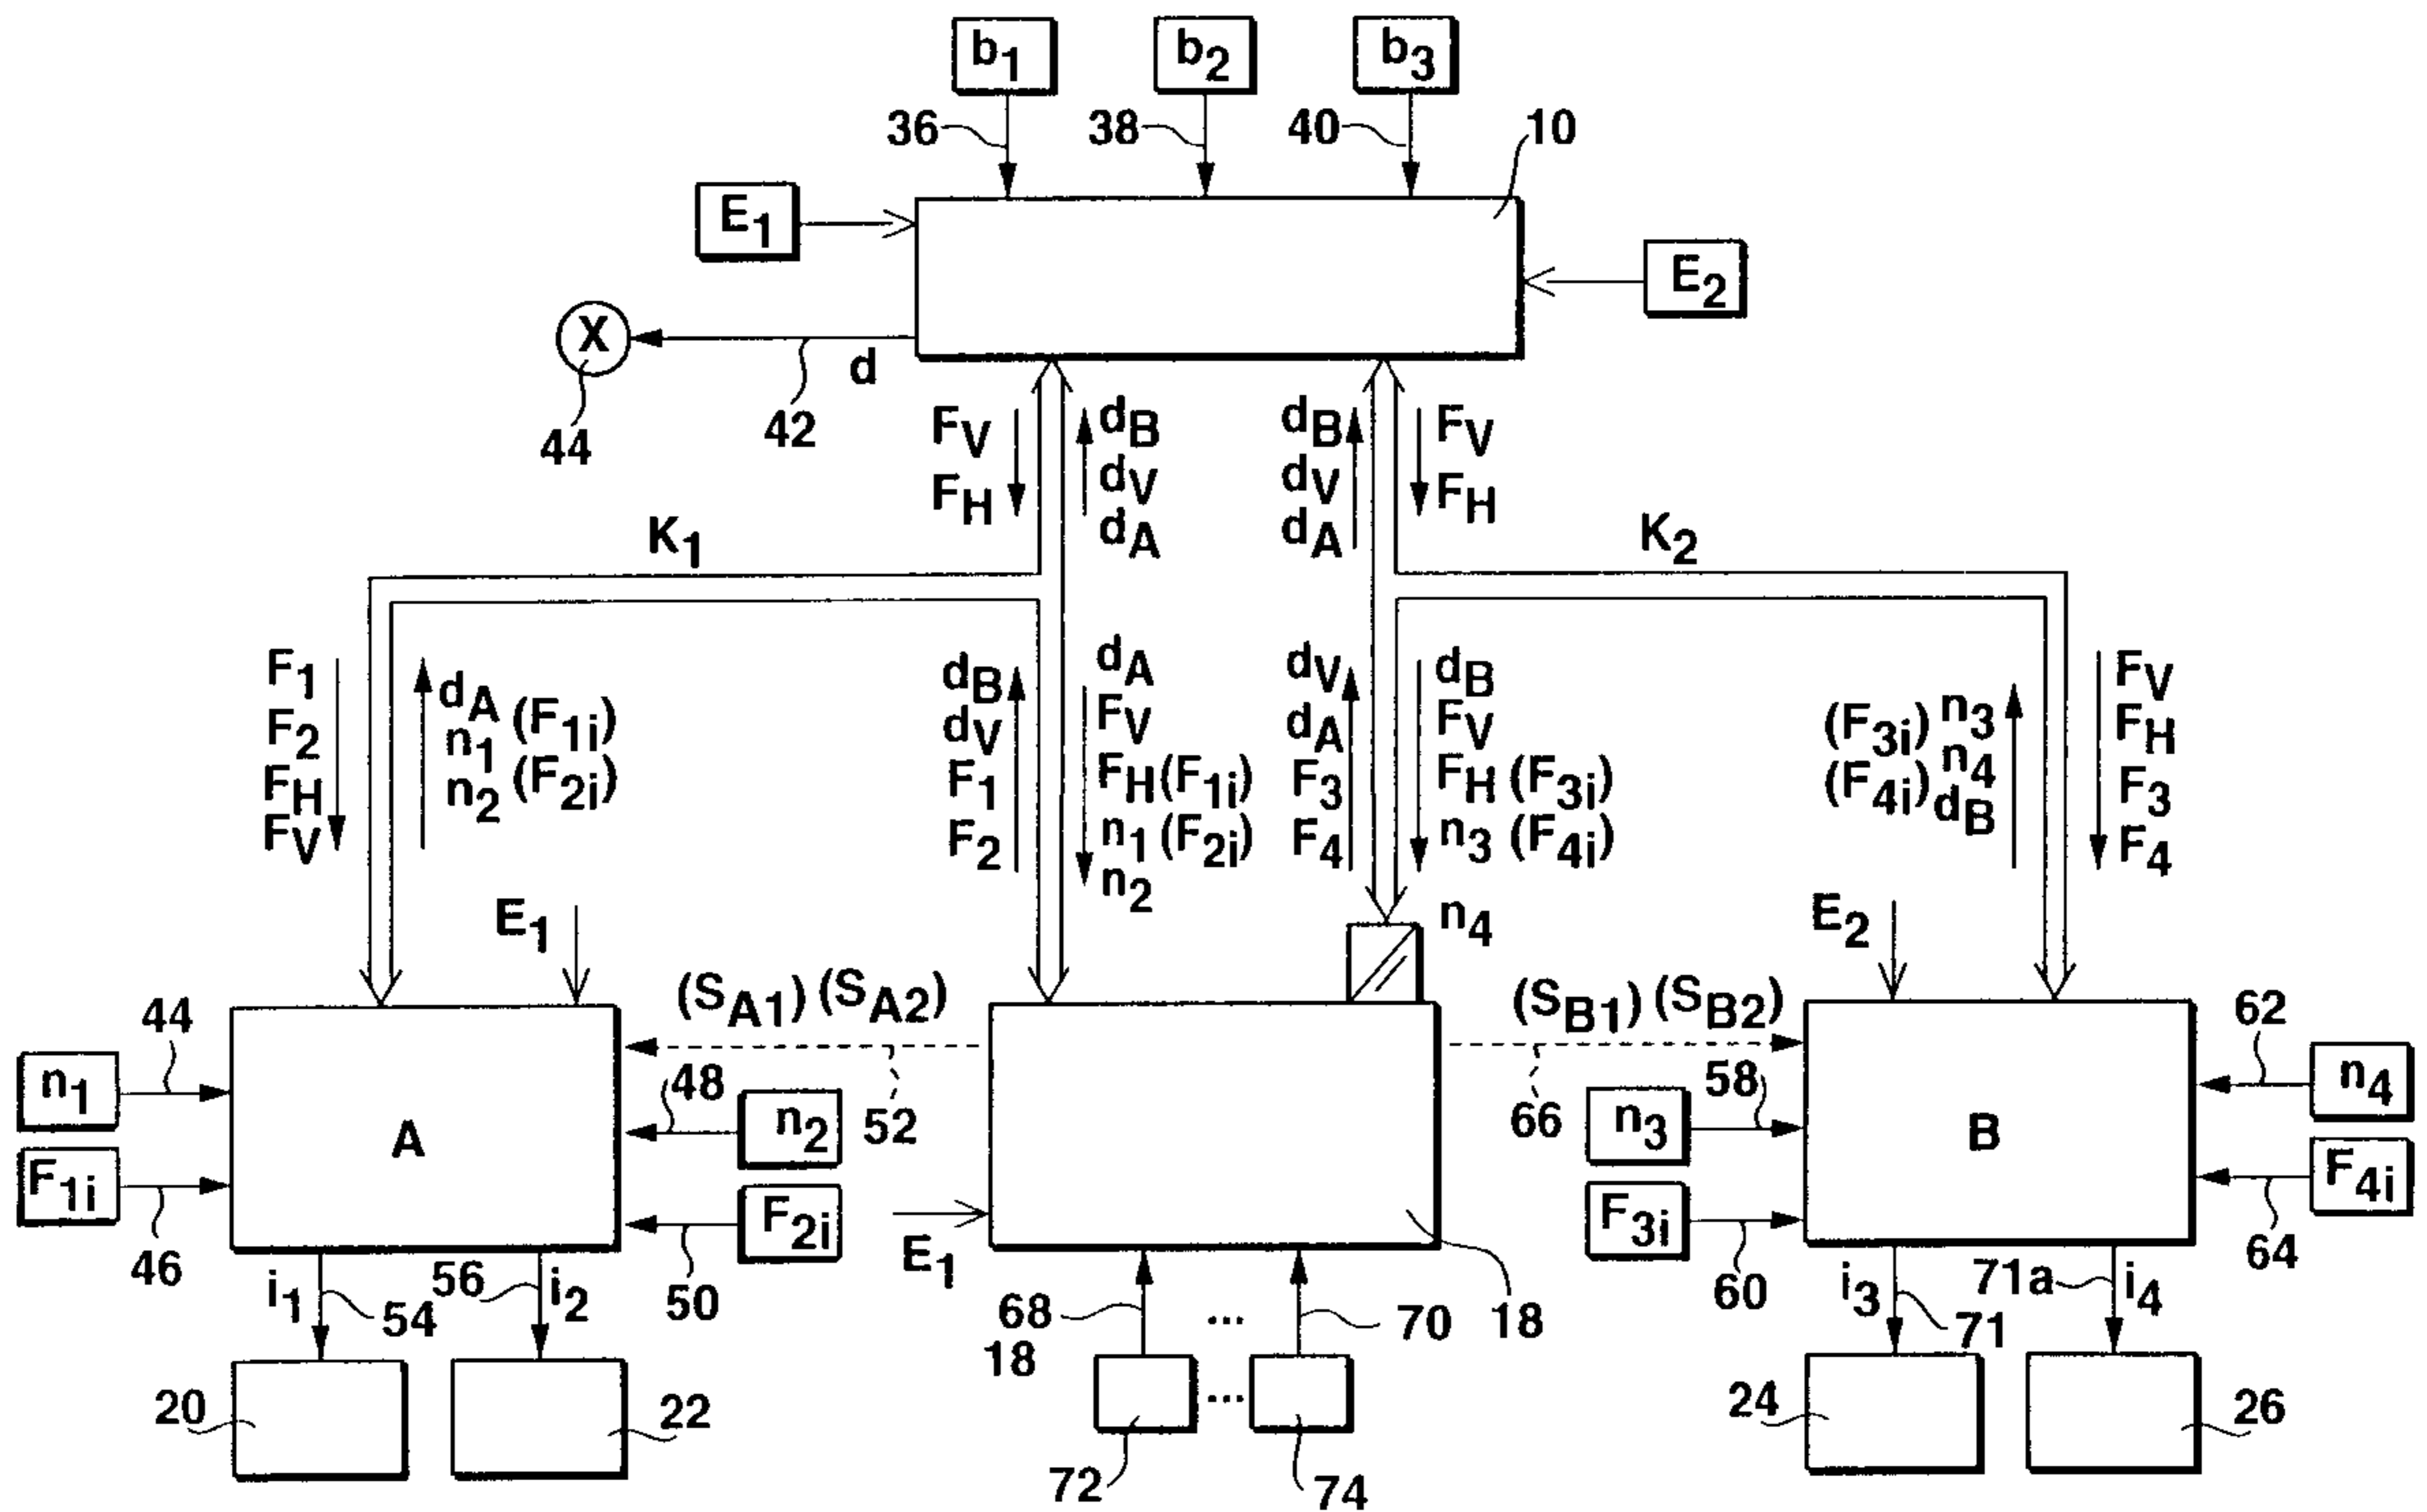 b1 b2 b3
36 38 40 10
E1
E2
X d
44 42
FV dB dB FV
dV dV
FH dA dA FH
K1 K2
F1 dA dV dB FV
F2 dA (F1i) dB FV dA FV (F3i) n3 FH
n1 dV
FH n2 (F2i) F1 FH (F1i) F3 FH (F3i) (F4i) n4 F3
FV F2 n1 (F2i) F4 n3 (F4i) dB F4
n2
E1 n4 E2
(SA1) (SA2) (SB1) (SB2)
44 62
n1 48 n2 52 66 n3 58 n4
A B
F1i F2i F3i F4i
46 50 E1 60 64
i1 54 56 i2 68 ... 70 18 i3 71 71a i4
18
20 22 ... 24 26
72 74